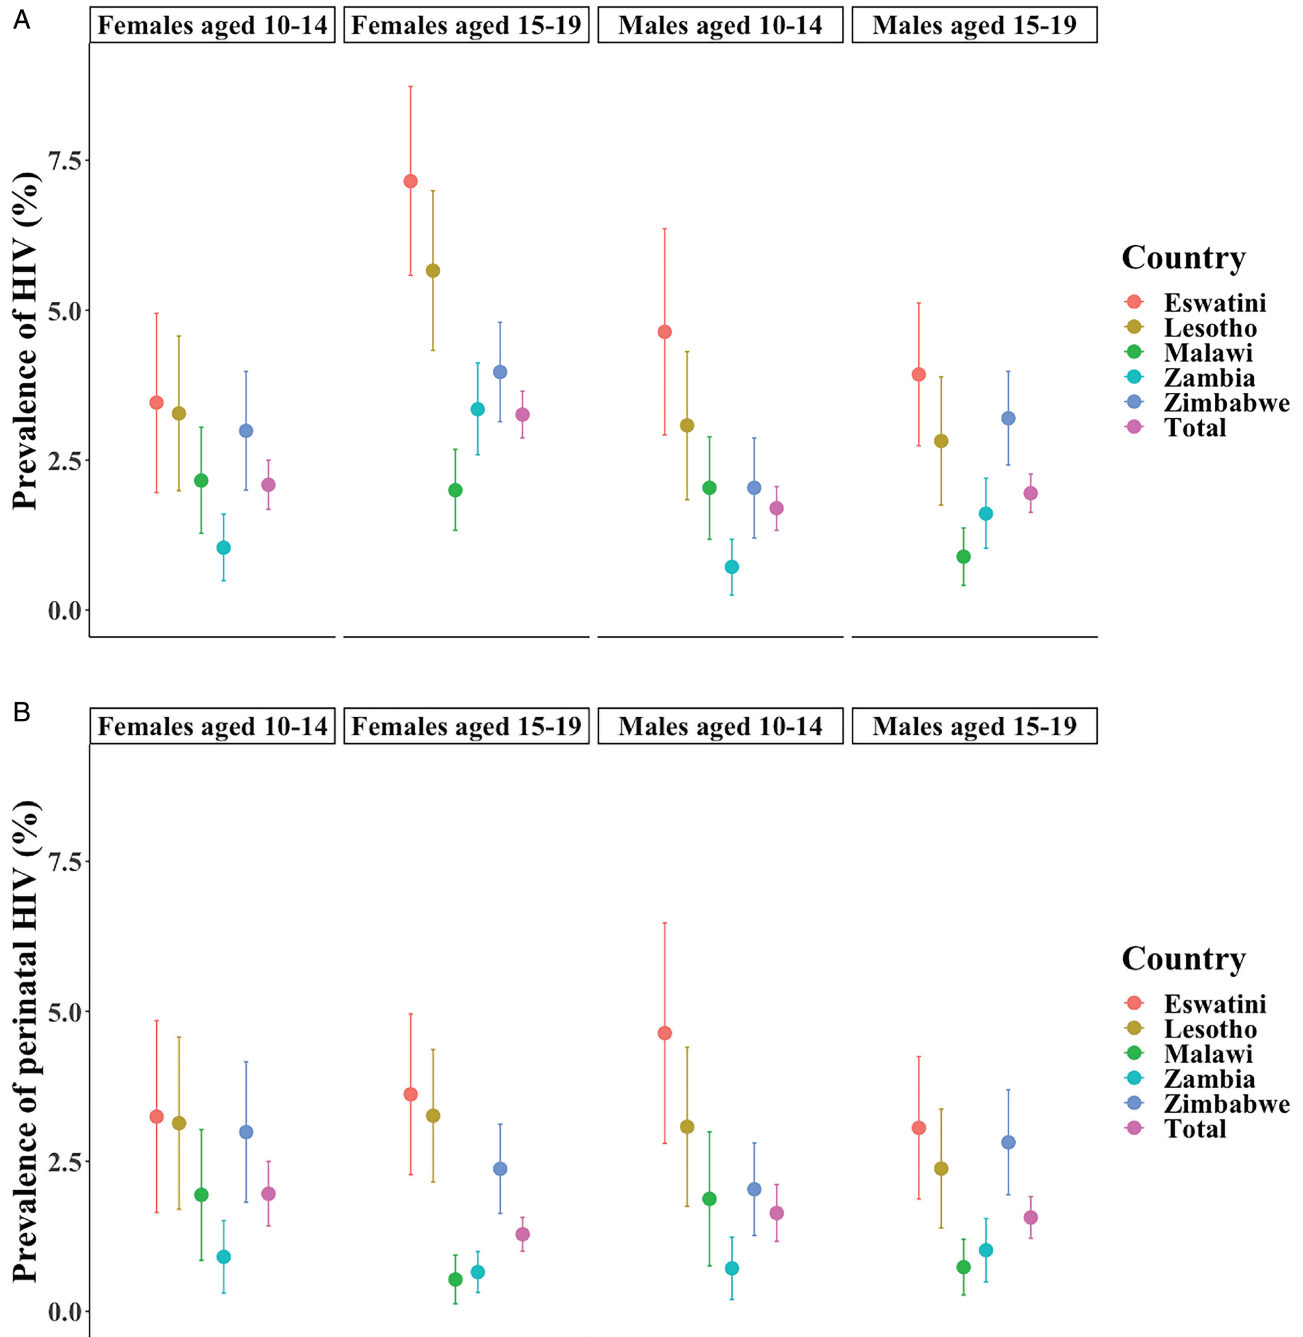 A
Females aged 10-14
Females aged 15-19
Males aged 10-14
Males aged 15-19
Prevalence of HIV (%)
7.5
5.0
2.5
0.0
Country
Eswatini
Lesotho
Malawi
Zambia
Zimbabwe
Total
B
Females aged 10-14
Females aged 15-19
Males aged 10-14
Males aged 15-19
Prevalence of perinatal HIV (%)
7.5
5.0
2.5
0.0
Country
Eswatini
Lesotho
Malawi
Zambia
Zimbabwe
Total